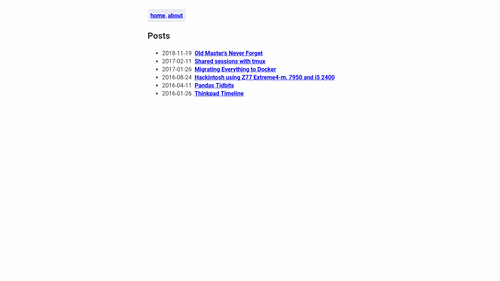 home, about
Posts
2018-11-19 Old Master's Never Forget
2017-02-11 Shared sessions with tmux
2017-01-26 Migrating Everything to Docker
2016-08-24 Hackintosh using Z77 Extreme4-m, 7950 and i5 2400
2016-04-11 Pandas Tidbits
2016-01-26 Thinkpad Timeline